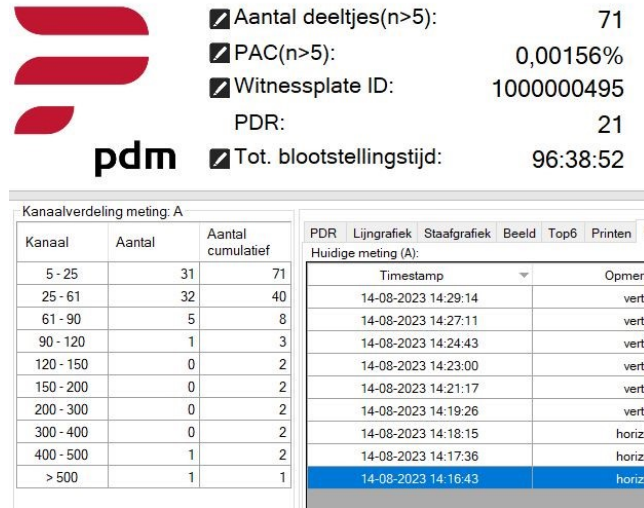 Aantal deeltjes(n>5): 71
PAC(n>5): 0,00156%
Witnessplate ID: 1000000495
PDR: 21
pdm
Tot. blootstellingstijd: 96:38:52
Kanaalverdeling meting: A
Kanaal Aantal Aantal cumulatief
5 - 25 31 71
25 - 61 32 40
61 - 90 5 8
90 - 120 1 3
120 - 150 0 2
150 - 200 0 2
200 - 300 0 2
300 - 400 0 2
400 - 500 1 2
> 500 1 1
PDR Lijngrafiek Staafgrafiek Beeld Top6 Printen
Huidige meting (A):
Timestamp Opmer
14-08-2023 14:29:14 vert
14-08-2023 14:27:11 vert
14-08-2023 14:24:43 vert
14-08-2023 14:23:00 vert
14-08-2023 14:21:17 vert
14-08-2023 14:19:26 vert
14-08-2023 14:18:15 horiz
14-08-2023 14:17:36 horiz
14-08-2023 14:16:43 horiz